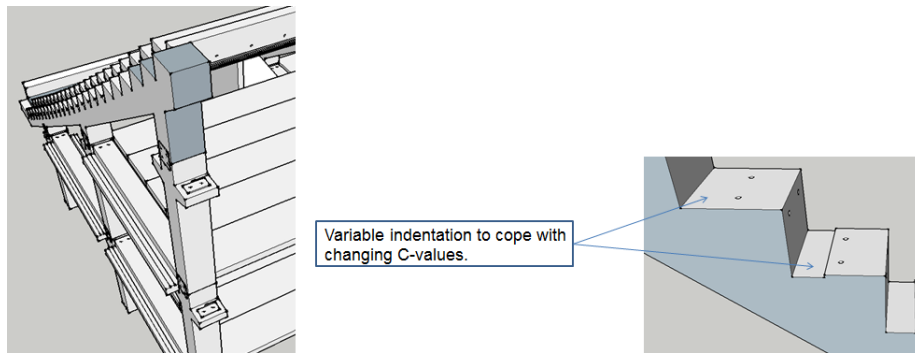 Variable indentation to cope with
changing C-values.